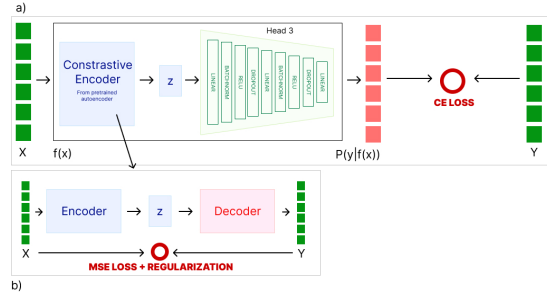 a)
Head 3
Constrastive
Encoder
From pretrained
autoencoder
z
LINEAR
BATCHNORM
RELU
DROPOUT
LINEAR
BATCHNORM
RELU
DROPOUT
LINEAR
CE LOSS
X
f(x)
P(y|f(x))
Y
Encoder
z
Decoder
X
Y
MSE LOSS + REGULARIZATION
b)